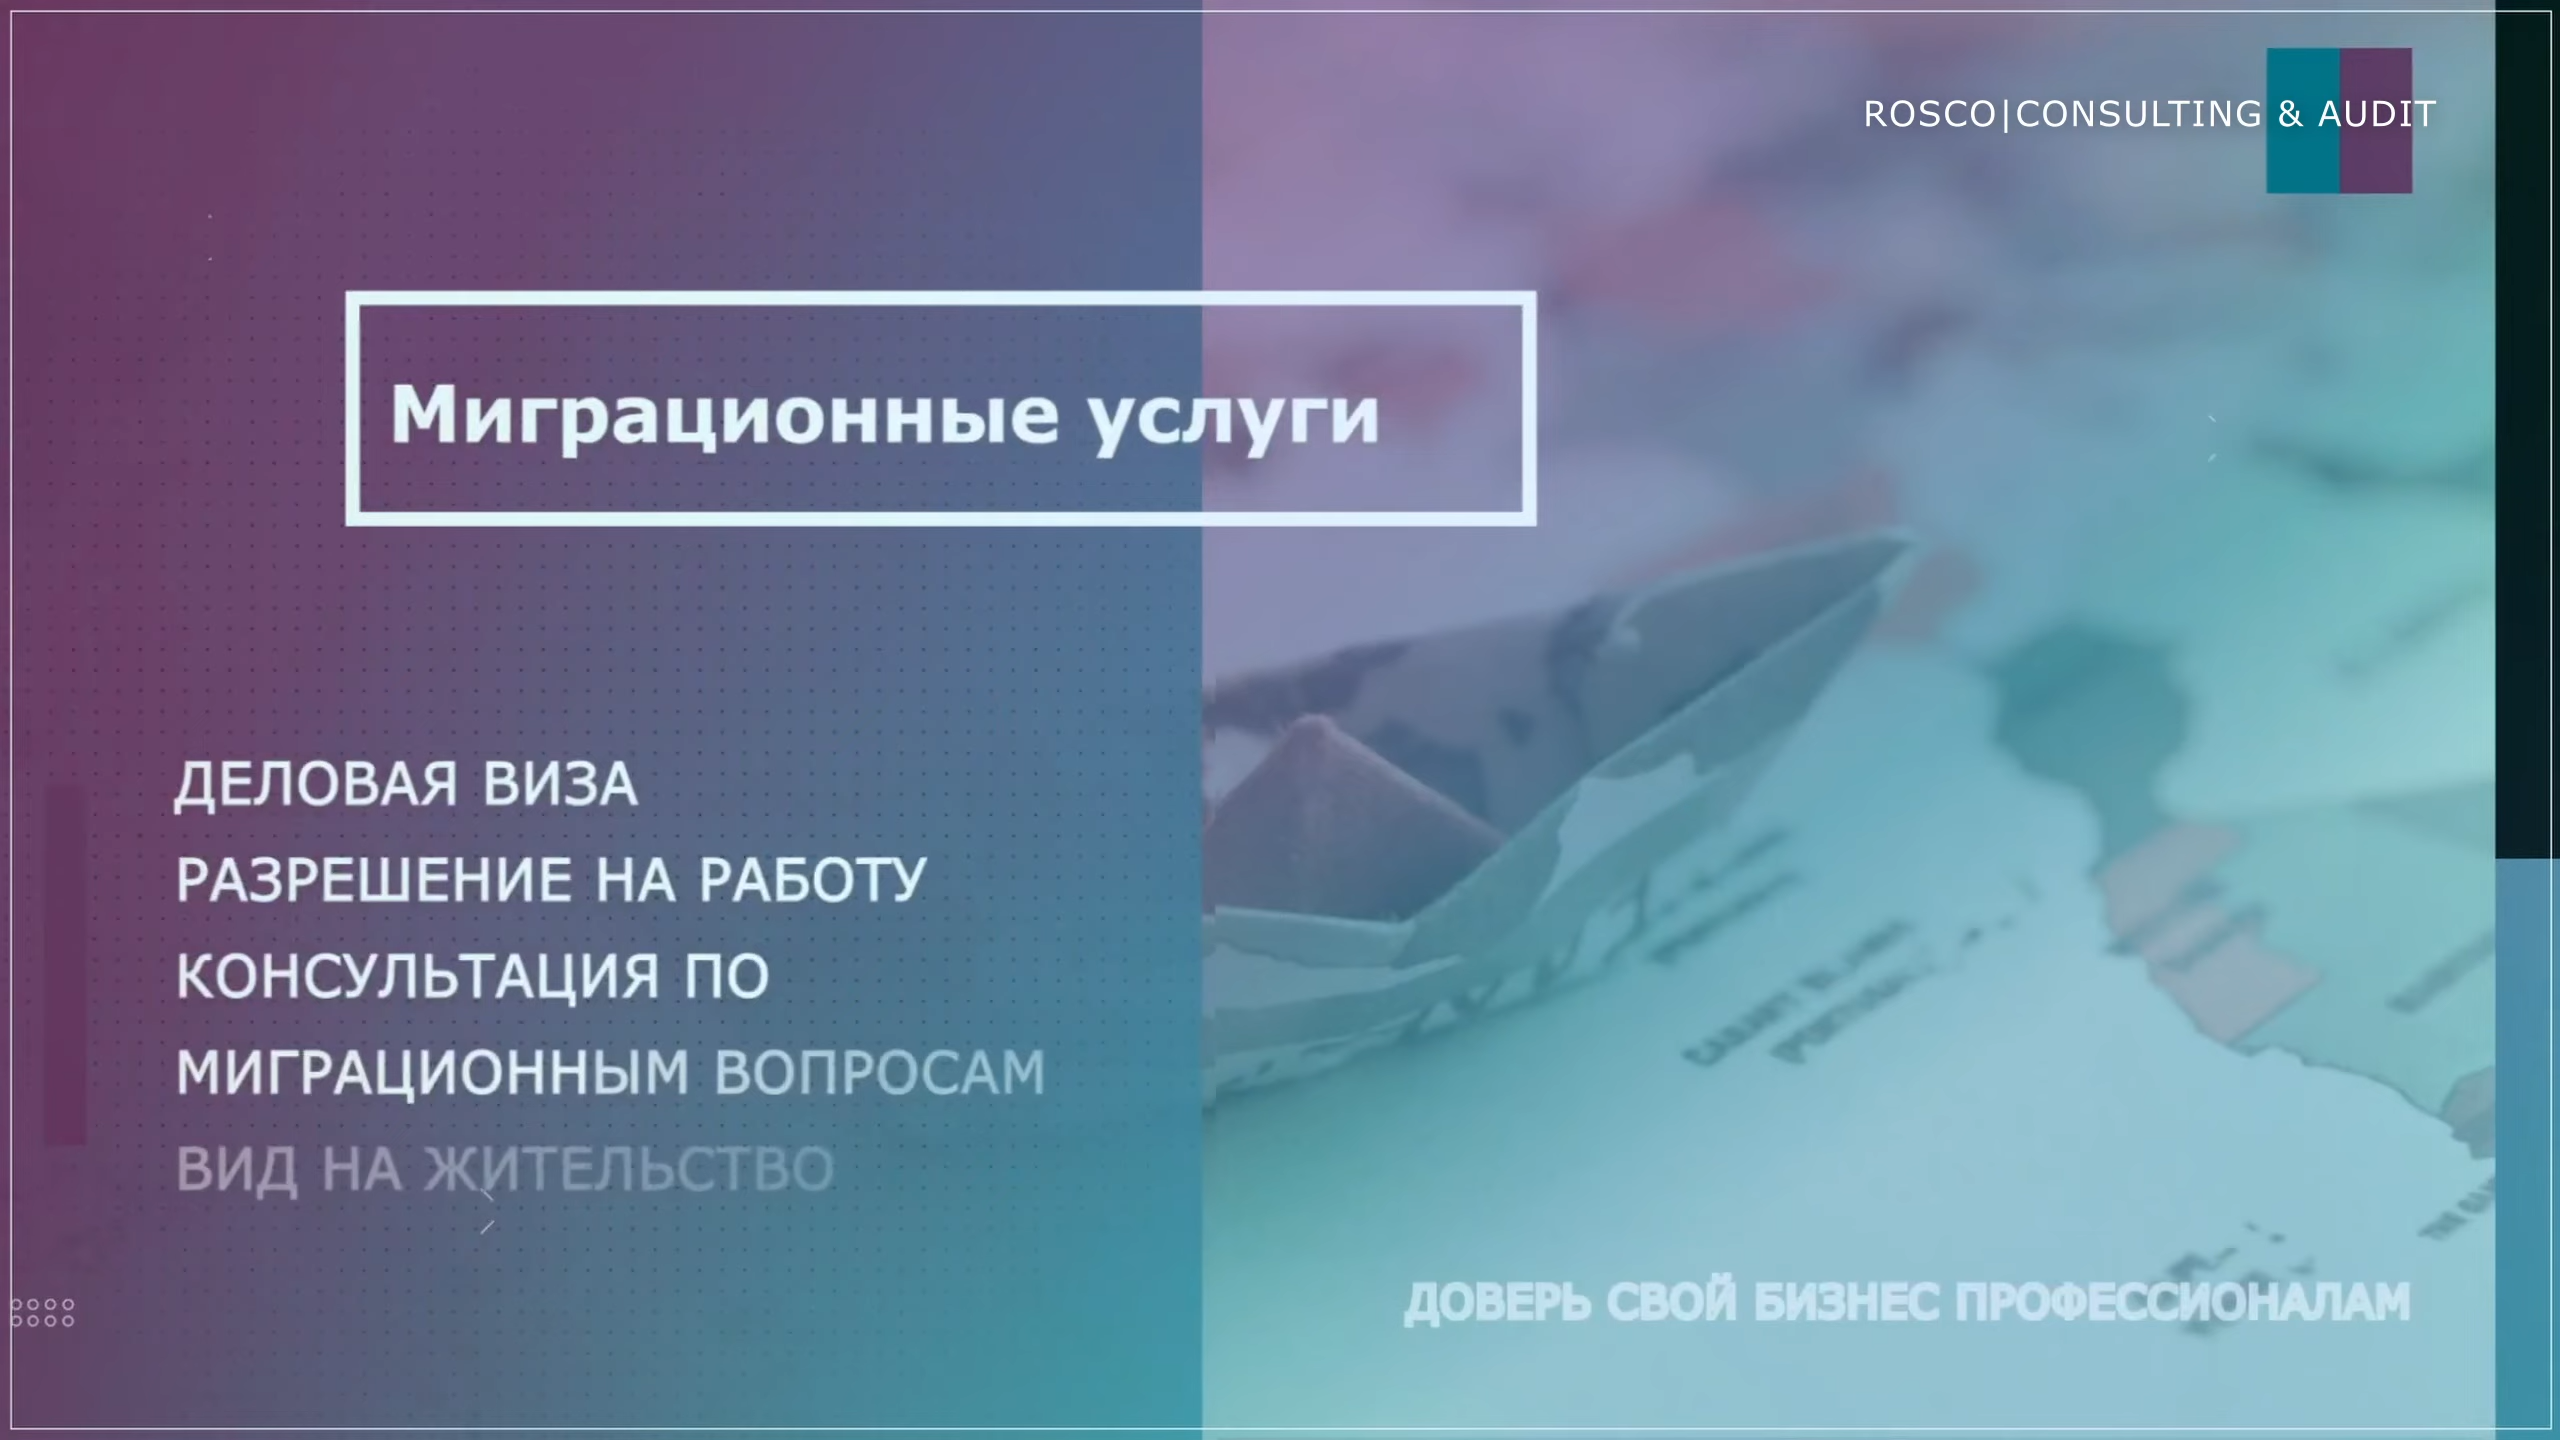 ROSCO|CONSULTING & AUDIT
Миграционные услуги
ДЕЛОВАЯ ВИЗА
РАЗРЕШЕНИЕ НА РАБОТУ
КОНСУЛЬТАЦИЯ ПО
МИГРАЦИОННЫМ ВОПРОСАМ
ВИД НА ЖИТЕЛЬСТВО
(PORTUGAL)
ДОВЕРЬ СВОЙ БИЗНЕС ПРОФЕССИОНАЛАМ